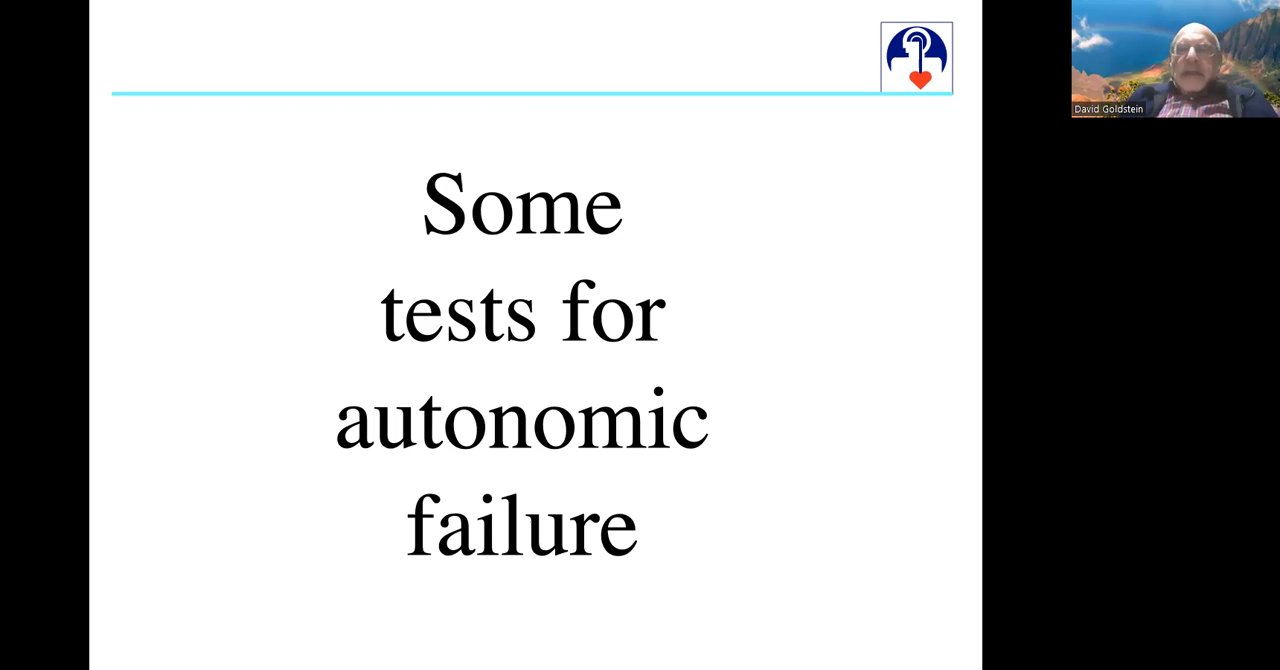 Some
tests for
autonomic
failure
David Goldstein